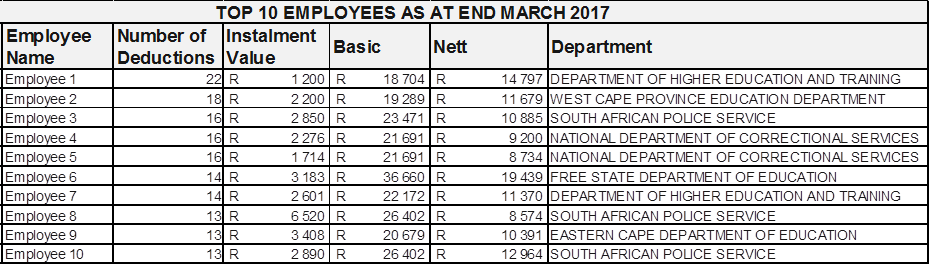 TOP 10 EMPLOYEES AS AT END MARCH 2017
Employee Name Number of Deductions Instalment Value Basic Nett Department
Employee 1 22 R 1 200 R 18 704 R 14 797 DEPARTMENT OF HIGHER EDUCATION AND TRAINING
Employee 2 18 R 2 200 R 19 289 R 11 679 WEST CAPE PROVINCE EDUCATION DEPARTMENT
Employee 3 16 R 2 850 R 23 471 R 10 885 SOUTH AFRICAN POLICE SERVICE
Employee 4 16 R 2 276 R 21 691 R 9 200 NATIONAL DEPARTMENT OF CORRECTIONAL SERVICES
Employee 5 16 R 1 714 R 21 691 R 8 734 NATIONAL DEPARTMENT OF CORRECTIONAL SERVICES
Employee 6 14 R 3 183 R 36 660 R 19 439 FREE STATE DEPARTMENT OF EDUCATION
Employee 7 14 R 2 601 R 22 172 R 11 370 DEPARTMENT OF HIGHER EDUCATION AND TRAINING
Employee 8 13 R 6 520 R 26 402 R 8 574 SOUTH AFRICAN POLICE SERVICE
Employee 9 13 R 3 408 R 20 679 R 10 391 EASTERN CAPE DEPARTMENT OF EDUCATION
Employee 10 13 R 2 890 R 26 402 R 12 964 SOUTH AFRICAN POLICE SERVICE